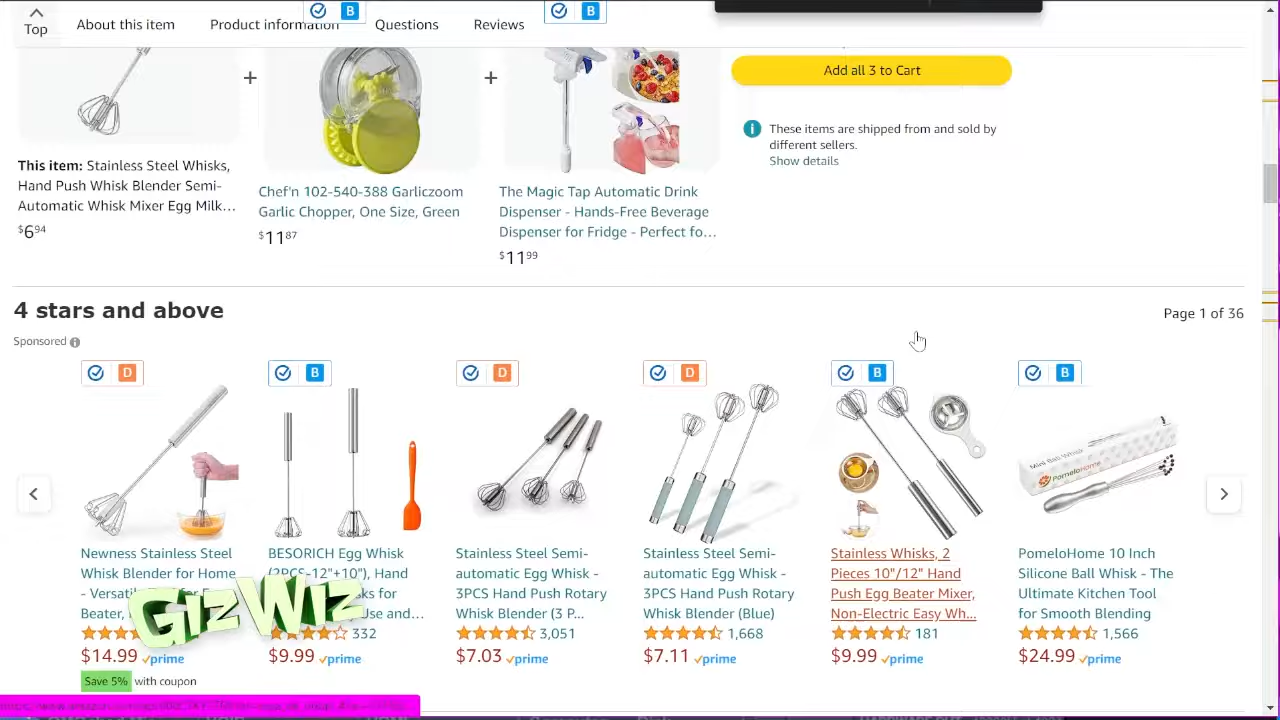 Top
About this item
Product information
B
Questions
B
Reviews
+
+
Add all 3 to Cart
These items are shipped from and sold by
different sellers.
Show details
This item: Stainless Steel Whisks,
Hand Push Whisk Blender Semi-
Automatic Whisk Mixer Egg Milk...
$6.94
Chef'n 102-540-388 Garliczoom
Garlic Chopper, One Size, Green
$11.87
The Magic Tap Automatic Drink
Dispenser - Hands-Free Beverage
Dispenser for Fridge - Perfect fo...
$11.99
4 stars and above
Page 1 of 36
Sponsored
D
B
D
D
B
B
Mini Ball Whisk
PomeloHome
Newness Stainless Steel
Whisk Blender for Home
- Versatile
Beater,
$14.99 prime
Save 5% with coupon
BESORICH Egg Whisk
(2PCS-12"+10"), Hand
Use and...
332
$9.99 prime
Stainless Steel Semi-
automatic Egg Whisk -
3PCS Hand Push Rotary
Whisk Blender (3 P...
3,051
$7.03 prime
Stainless Steel Semi-
automatic Egg Whisk -
3PCS Hand Push Rotary
Whisk Blender (Blue)
1,668
$7.11 prime
Stainless Whisks, 2
Pieces 10"/12" Hand
Push Egg Beater Mixer,
Non-Electric Easy Wh...
181
$9.99 prime
PomeloHome 10 Inch
Silicone Ball Whisk - The
Ultimate Kitchen Tool
for Smooth Blending
1,566
$24.99 prime
GIZWIZ